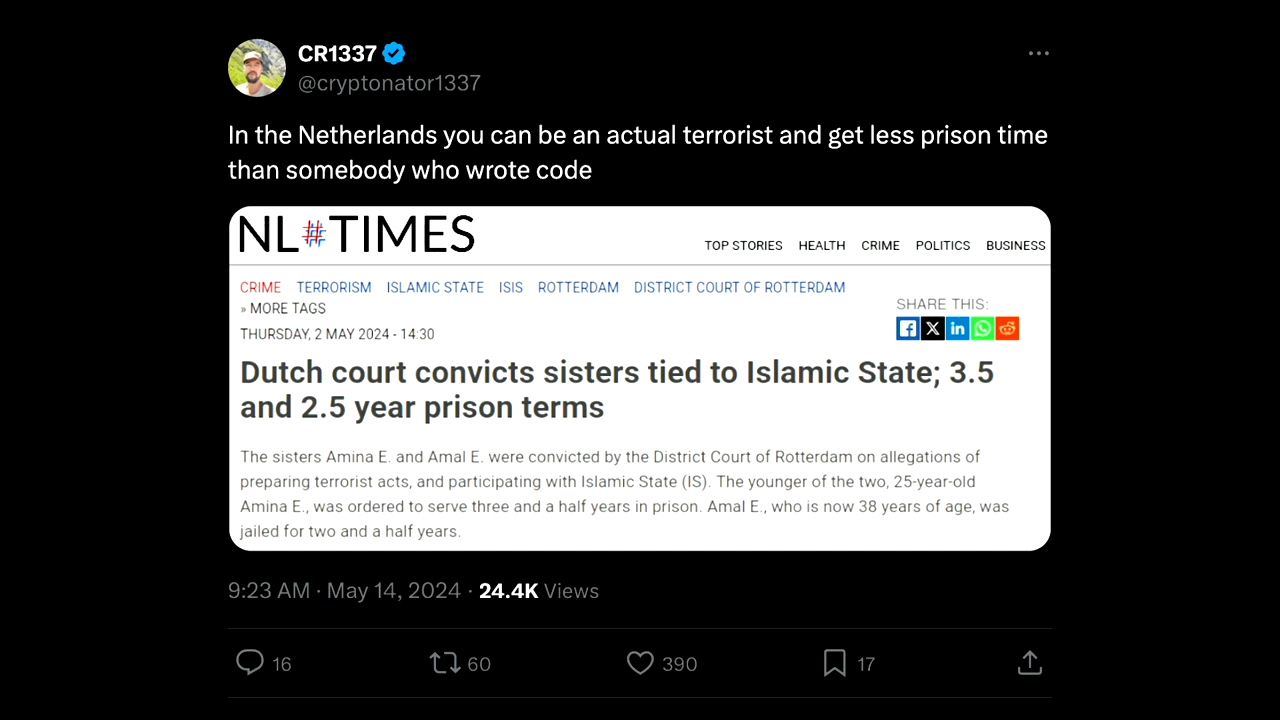 CR1337
@cryptonator1337
In the Netherlands you can be an actual terrorist and get less prison time
than somebody who wrote code
NL#TIMES
TOP STORIES HEALTH CRIME POLITICS BUSINESS
CRIME TERRORISM ISLAMIC STATE ISIS ROTTERDAM DISTRICT COURT OF ROTTERDAM
» MORE TAGS
SHARE THIS:
THURSDAY, 2 MAY 2024 - 14:30
Dutch court convicts sisters tied to Islamic State; 3.5
and 2.5 year prison terms
The sisters Amina E. and Amal E. were convicted by the District Court of Rotterdam on allegations of
preparing terrorist acts, and participating with Islamic State (IS). The younger of the two, 25-year-old
Amina E., was ordered to serve three and a half years in prison. Amal E., who is now 38 years of age, was
jailed for two and a half years.
9:23 AM · May 14, 2024 · 24.4K Views
16 60 390 17